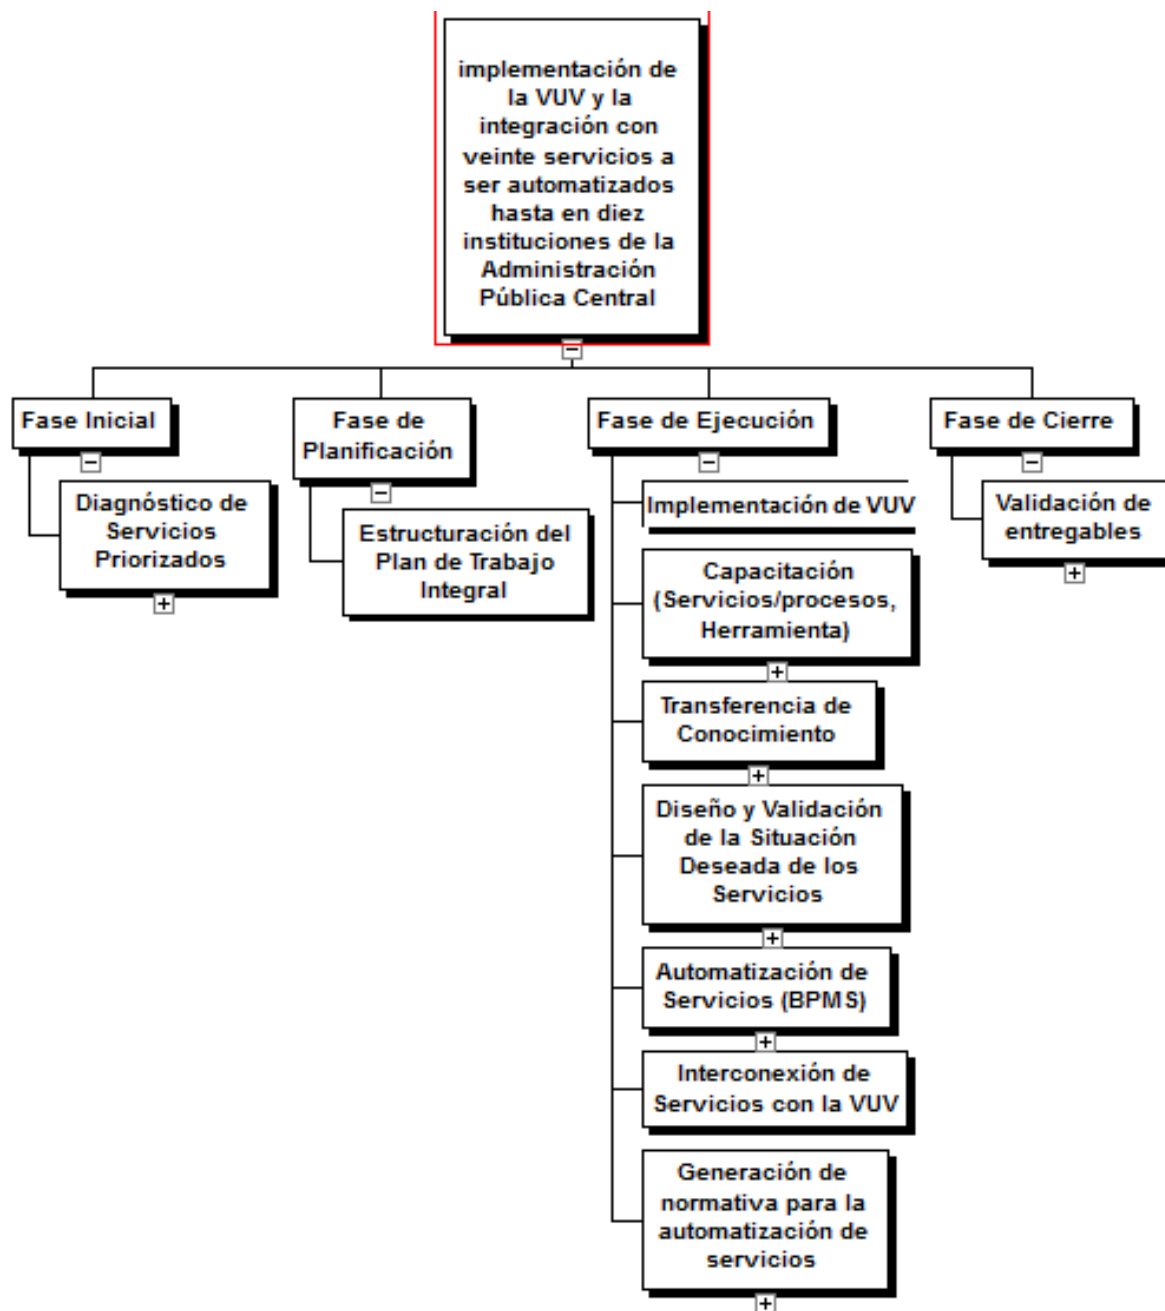 implementación de
la VUV y la
integración con
veinte servicios a
ser automatizados
hasta en diez
instituciones de la
Administración
Pública Central
Fase Inicial
Diagnóstico de
Servicios
Priorizados
Fase de
Planificación
Estructuración del
Plan de Trabajo
Integral
Fase de Ejecución
Implementación de VUV
Capacitación
(Servicios/procesos,
Herramienta)
Transferencia de
Conocimiento
Diseño y Validación
de la Situación
Deseada de los
Servicios
Automatización de
Servicios (BPMS)
Interconexión de
Servicios con la VUV
Generación de
normativa para la
automatización de
servicios
Fase de Cierre
Validación de
entregables